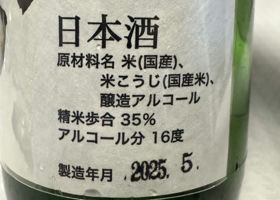 日本酒
原材料名 米(国産)、
米こうじ(国産米)、
醸造アルコール
精米歩合 35%
アルコール分 16度
製造年月 2025. 5.